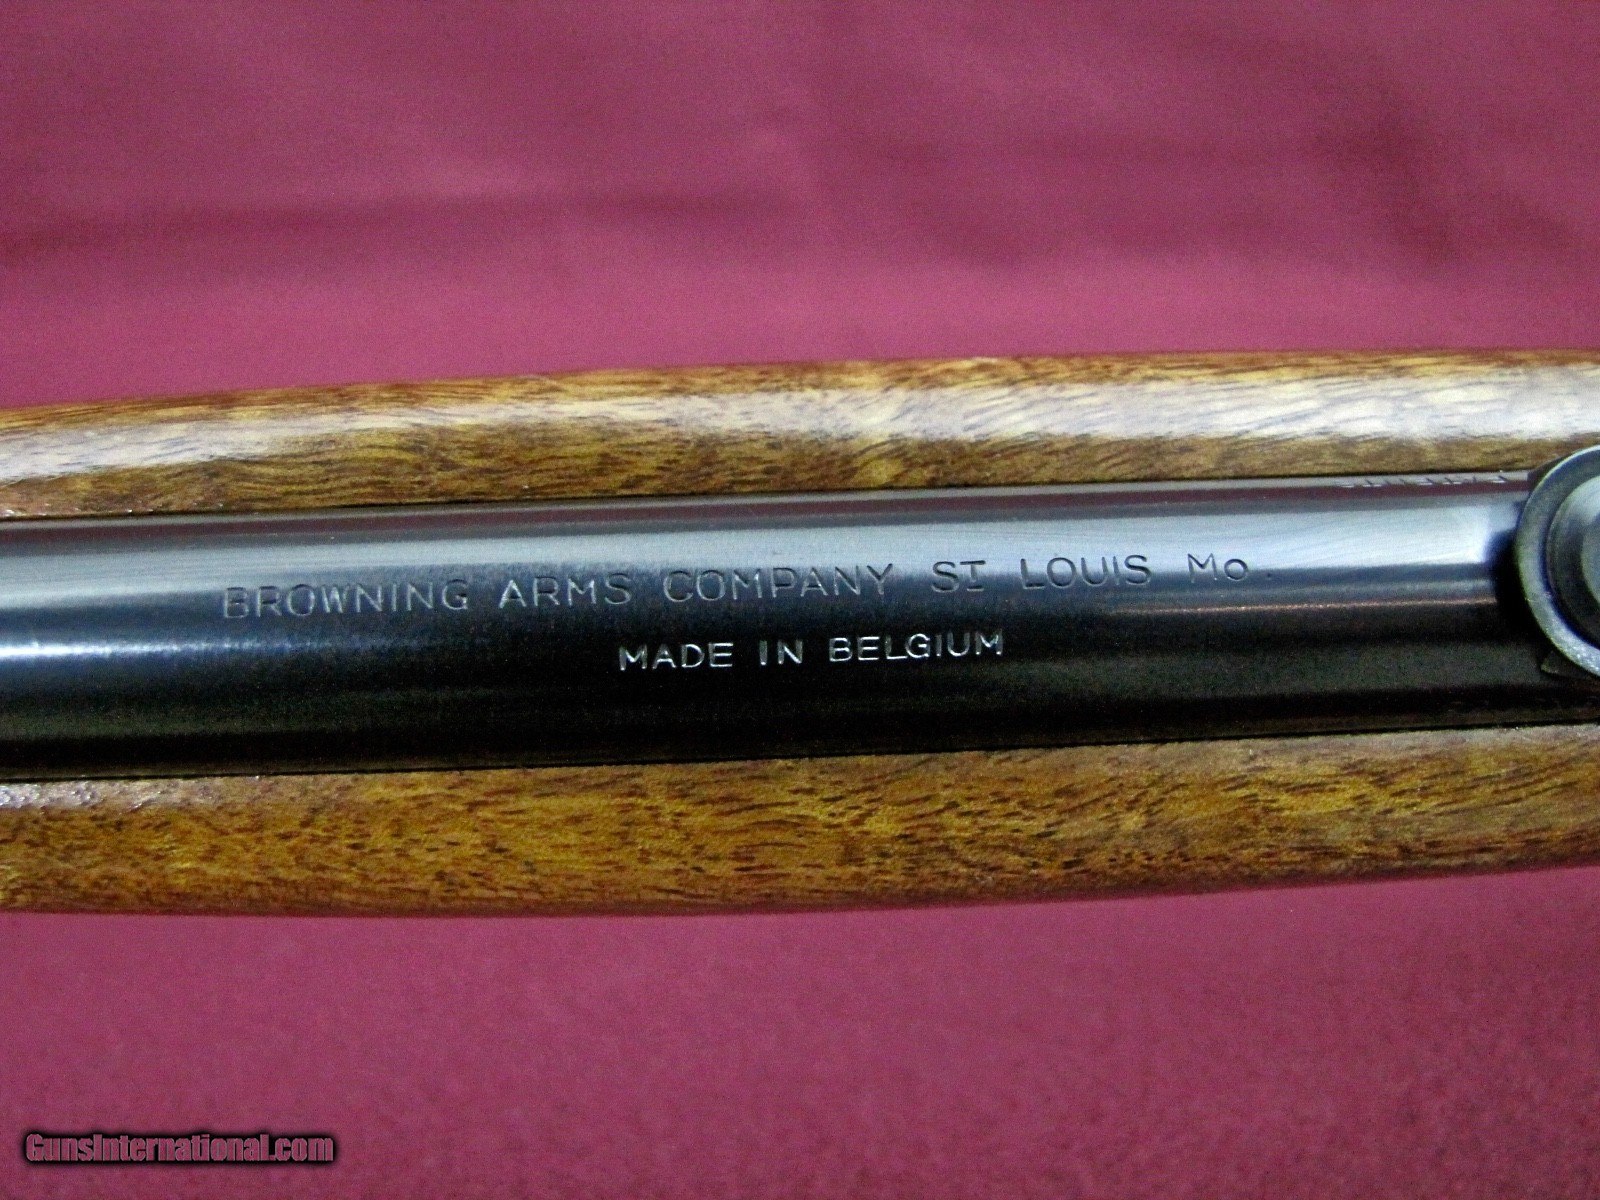 BROWNING ARMS COMPANY ST LOUIS Mo.
MADE IN BELGIUM
GunsInternational.com